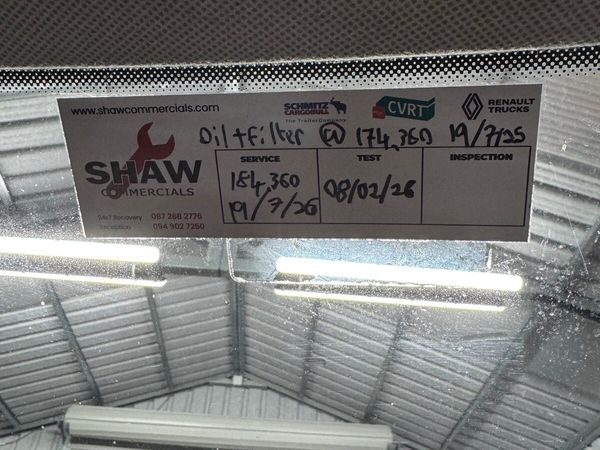 www.shawcommercials.com
SCHMITZ CARGOBULL
The Trailer Company
CVRT
RENAULT TRUCKS
Oil + Filter @ 174,360 19/7/25
SHAW
COMMERCIALS
24x7 Recovery 087 268 2776
Reception 094 902 7250
SERVICE
184,360
19/7/26
TEST
08/02/26
INSPECTION